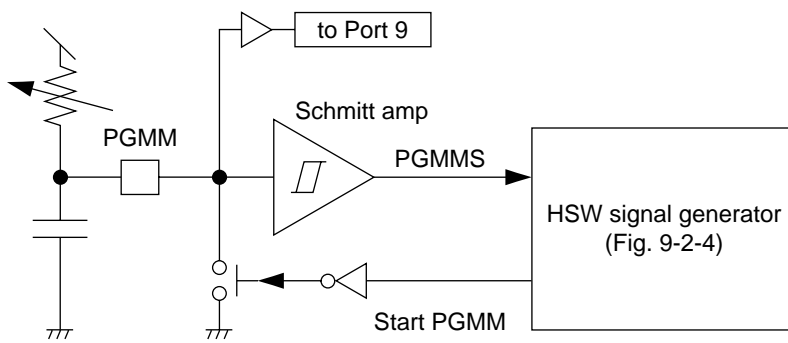 to Port 9
Schmitt amp
PGMM
PGMMS
HSW signal generator
(Fig. 9-2-4)
Start PGMM